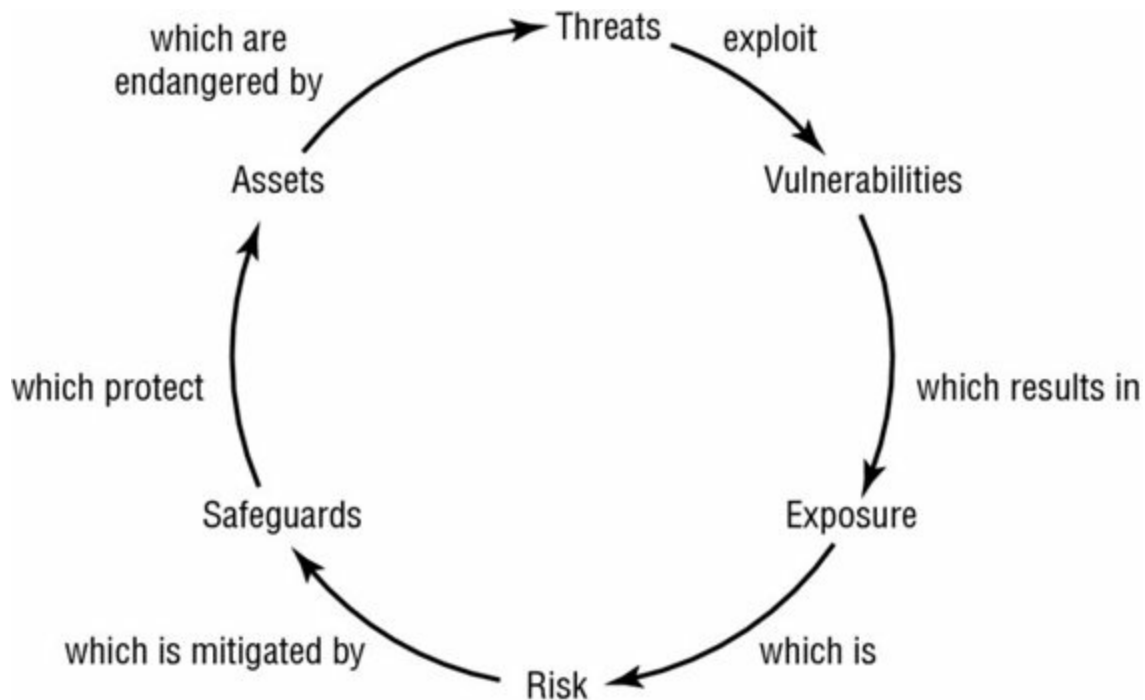 Threats
exploit
Vulnerabilities
which results in
Exposure
which is
Risk
which is mitigated by
Safeguards
which protect
Assets
which are
endangered by